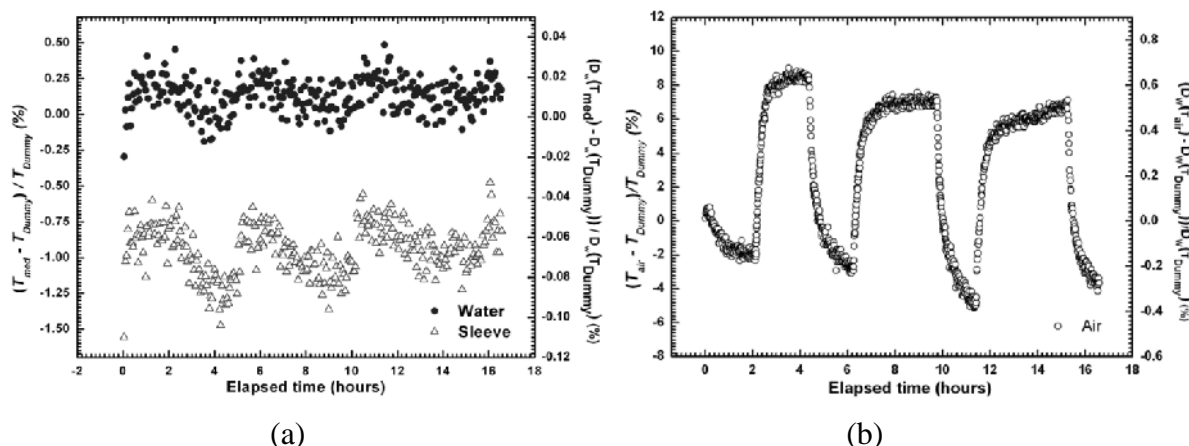 (T_med - T_Dummy) / T_Dummy (%)
0.50
0.25
0.00
-0.25
-0.50
-0.75
-1.00
-1.25
-1.50
0.04
0.02
0.00
-0.02
-0.04
-0.06
-0.08
-0.10
-0.12
(D_w(T_med) - D_w(T_Dummy)) / D_w(T_Dummy) (%)
Water
Sleeve
-2 0 2 4 6 8 10 12 14 16 18
Elapsed time (hours)
(a)
(T_air - T_Dummy)/T_Dummy (%)
12
10
8
6
4
2
0
-2
-4
-6
-8
0.8
0.6
0.4
0.2
0.0
-0.2
-0.4
-0.6
(D_w(T_air) - D_w(T_Dummy))/D_w(T_Dummy) (%)
Air
0 2 4 6 8 10 12 14 16 18
Elapsed time (hours)
(b)